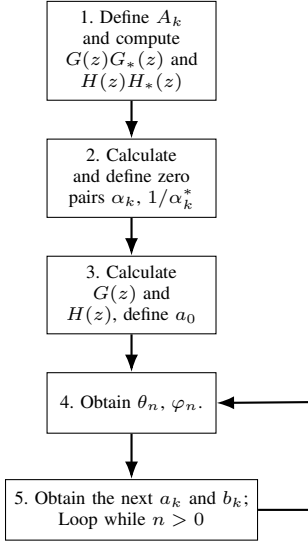 1. Define A_k
and compute
G(z)G_*(z) and
H(z)H_*(z)
2. Calculate
and define zero
pairs α_k, 1/α_k^*
3. Calculate
G(z) and
H(z), define a_0
4. Obtain θ_n, φ_n.
5. Obtain the next a_k and b_k;
Loop while n > 0